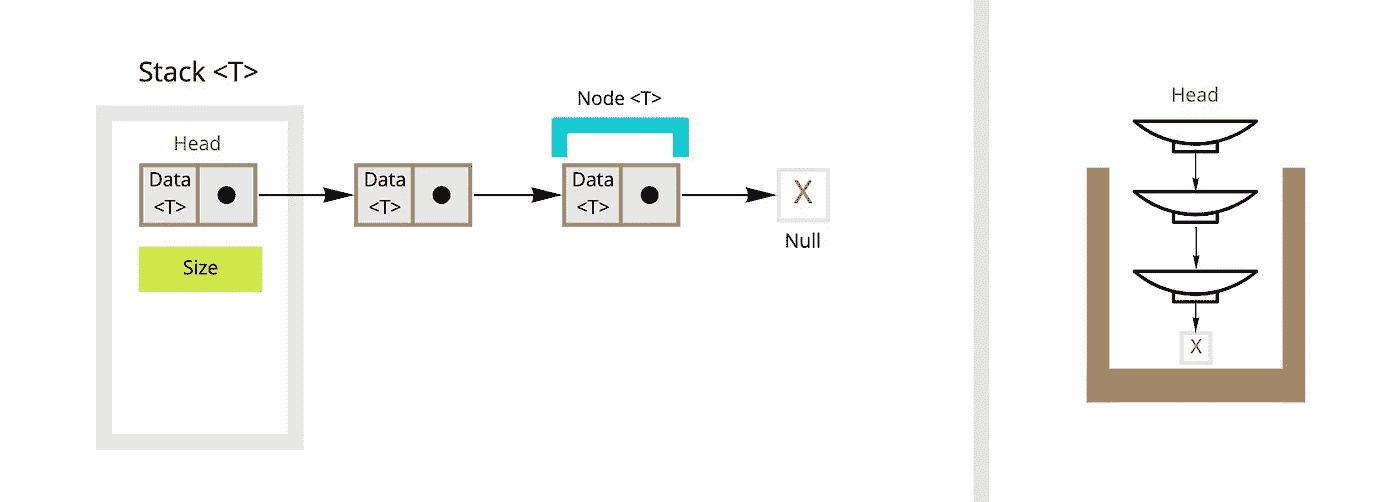 Stack <T>
Head
Data
<T>
Size
Data
<T>
Node <T>
Data
<T>
X
Null
Head
X